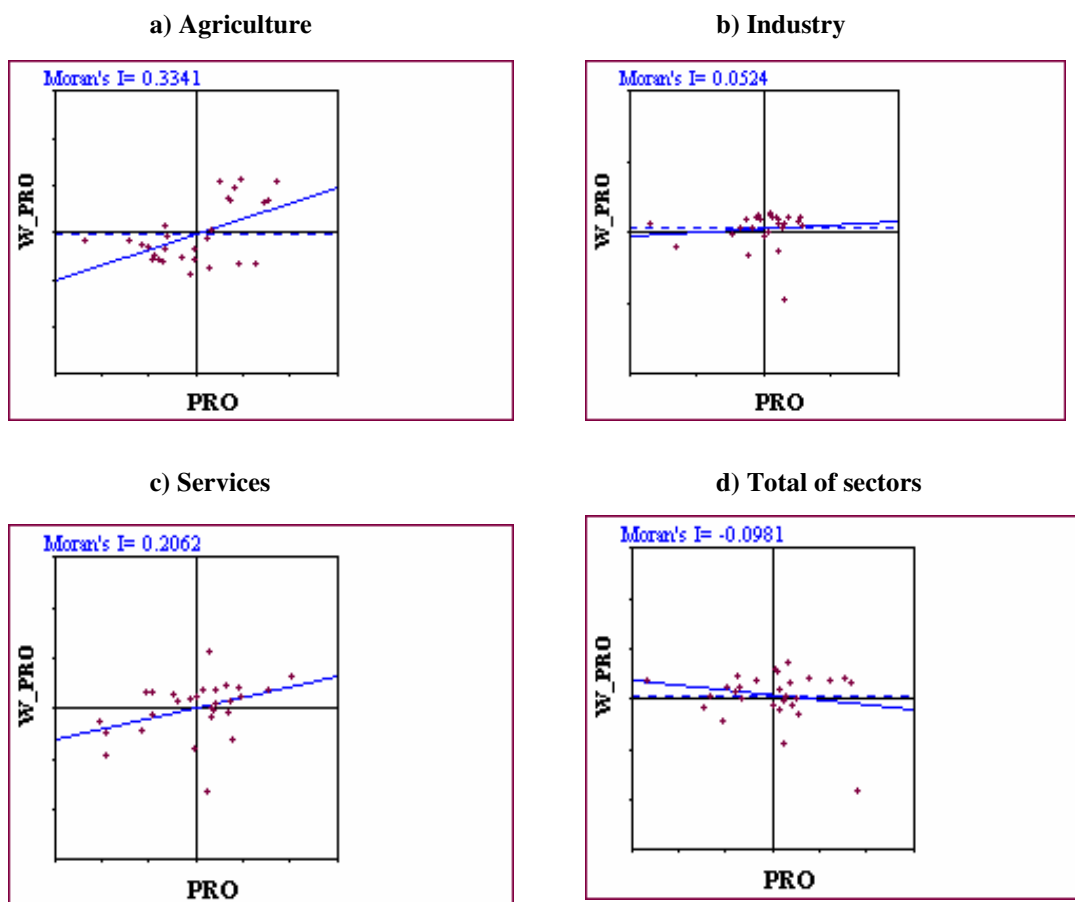 a) Agriculture
b) Industry
Moran's I= 0.3341
W_PRO
PRO
Moran's I= 0.0524
W_PRO
PRO
c) Services
d) Total of sectors
Moran's I= 0.2062
W_PRO
PRO
Moran's I= -0.0981
W_PRO
PRO